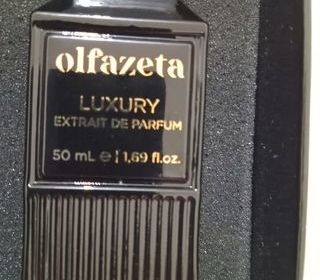 olfazeta
LUXURY
EXTRAIT DE PARFUM
50 mL ℮ | 1,69 fl.oz.